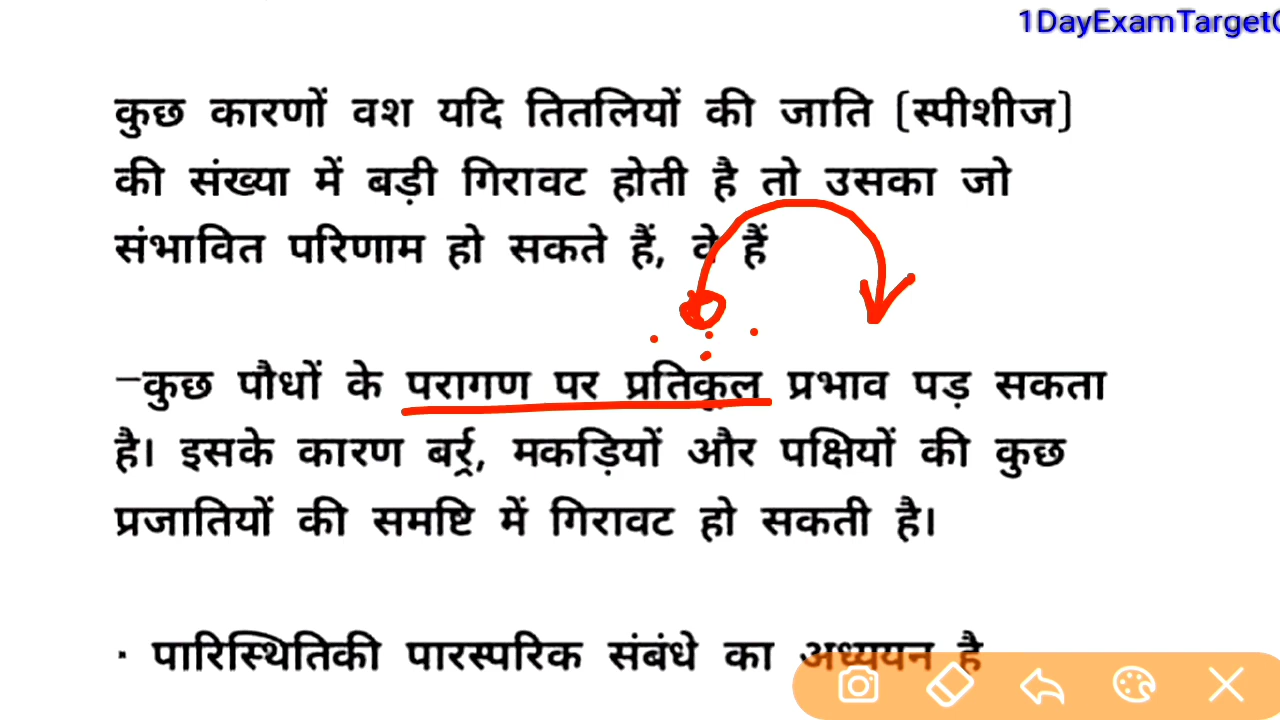 1DayExamTarget
कुछ कारणों वश यदि तितलियों की जाति (स्पीशीज)
की संख्या में बड़ी गिरावट होती है तो उसका जो
संभावित परिणाम हो सकते हैं, वे हैं
–कुछ पौधों के परागण पर प्रतिकूल प्रभाव पड़ सकता
है। इसके कारण बर्र्र, मकड़ियों और पक्षियों की कुछ
प्रजातियों की समष्टि में गिरावट हो सकती है।
· पारिस्थितिकी पारस्परिक संबंधे का अध्ययन है